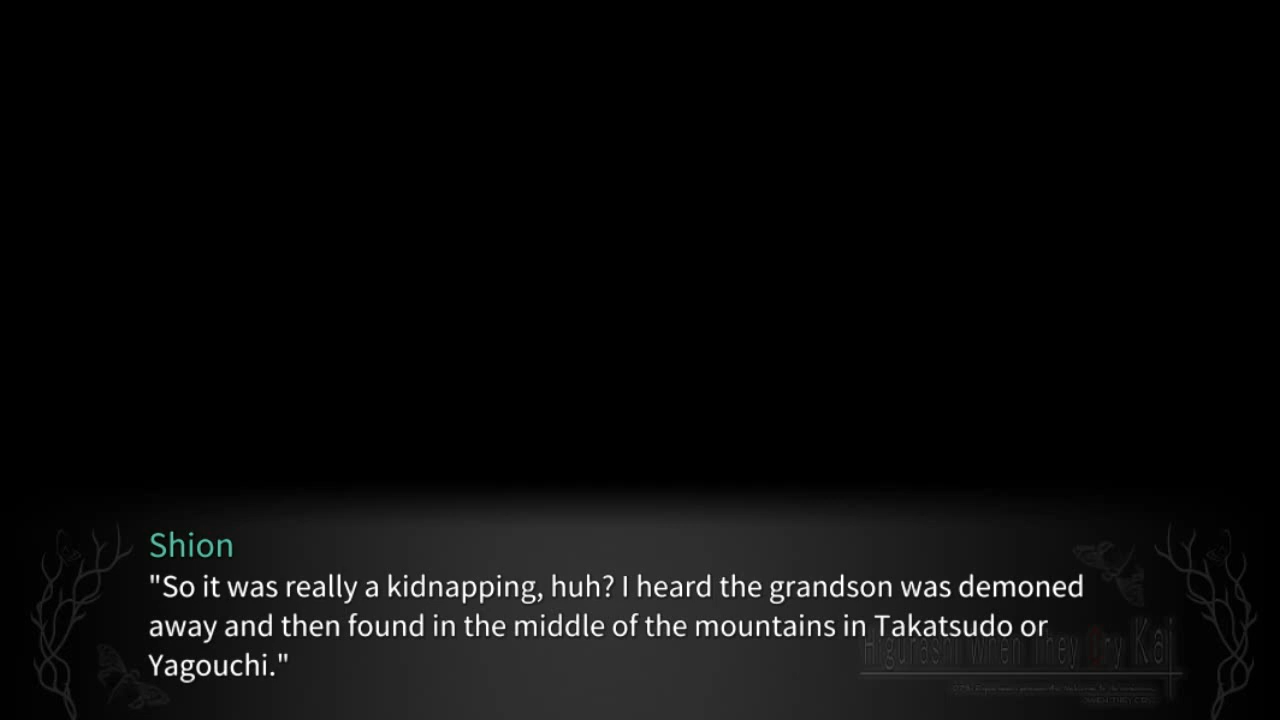 Shion
"So it was really a kidnapping, huh? I heard the grandson was demoned
away and then found in the middle of the mountains in Takatsudo or
Yagouchi."
Higurashi When They Cry Kai